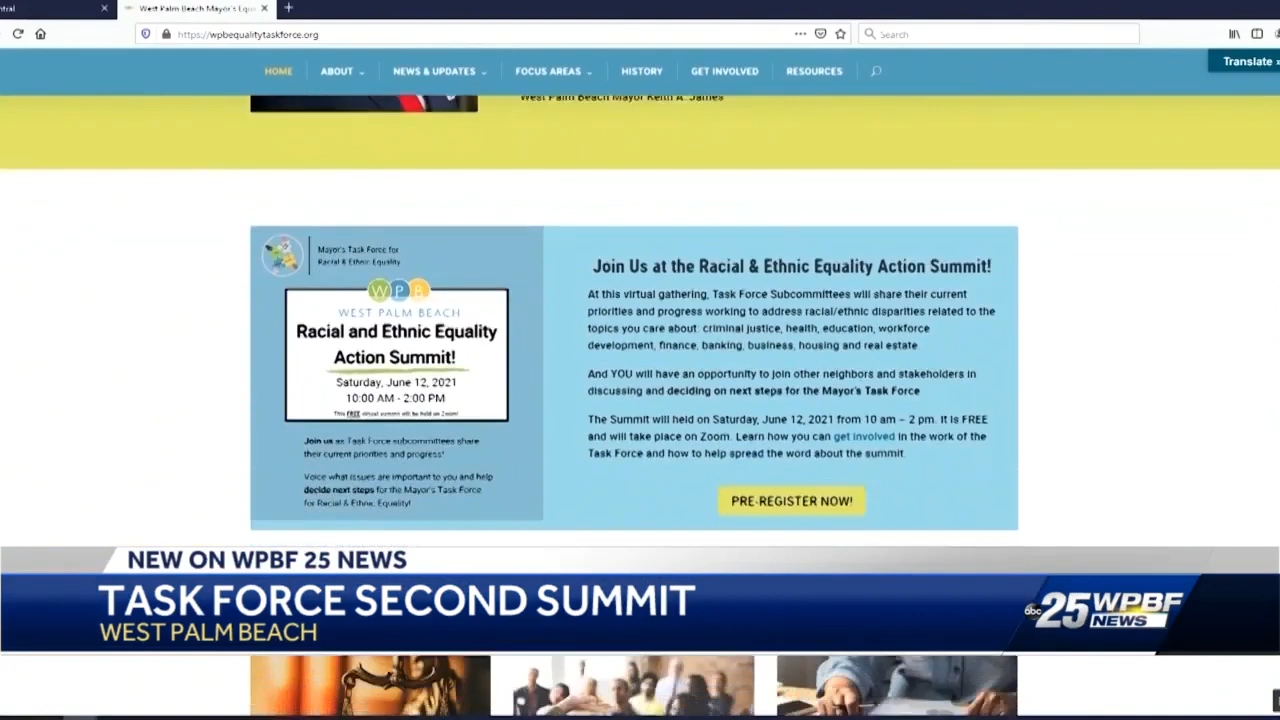 ntral
West Palm Beach Mayor's Equ
https://wpbequalitytaskforce.org
Search
HOME
ABOUT
NEWS & UPDATES
FOCUS AREAS
HISTORY
GET INVOLVED
RESOURCES
Translate »
West Palm Beach Mayor Keith A. James
Mayor's Task Force for
Racial & Ethnic Equality
WPB
WEST PALM BEACH
Racial and Ethnic Equality
Action Summit!
Saturday, June 12, 2021
10:00 AM - 2:00 PM
This FREE virtual summit will be held on Zoom!
Join us as Task Force subcommittees share
their current priorities and progress!
Voice what issues are important to you and help
decide next steps for the Mayor's Task Force
for Racial & Ethnic Equality!
Join Us at the Racial & Ethnic Equality Action Summit!
At this virtual gathering, Task Force Subcommittees will share their current
priorities and progress working to address racial/ethnic disparities related to the
topics you care about: criminal justice, health, education, workforce
development, finance, banking, business, housing and real estate
And YOU will have an opportunity to join other neighbors and stakeholders in
discussing and deciding on next steps for the Mayor's Task Force
The Summit will held on Saturday, June 12, 2021 from 10 am – 2 pm. It is FREE
and will take place on Zoom. Learn how you can get involved in the work of the
Task Force and how to help spread the word about the summit.
PRE-REGISTER NOW!
NEW ON WPBF 25 NEWS
TASK FORCE SECOND SUMMIT
WEST PALM BEACH
abc 25 WPBF
NEWS